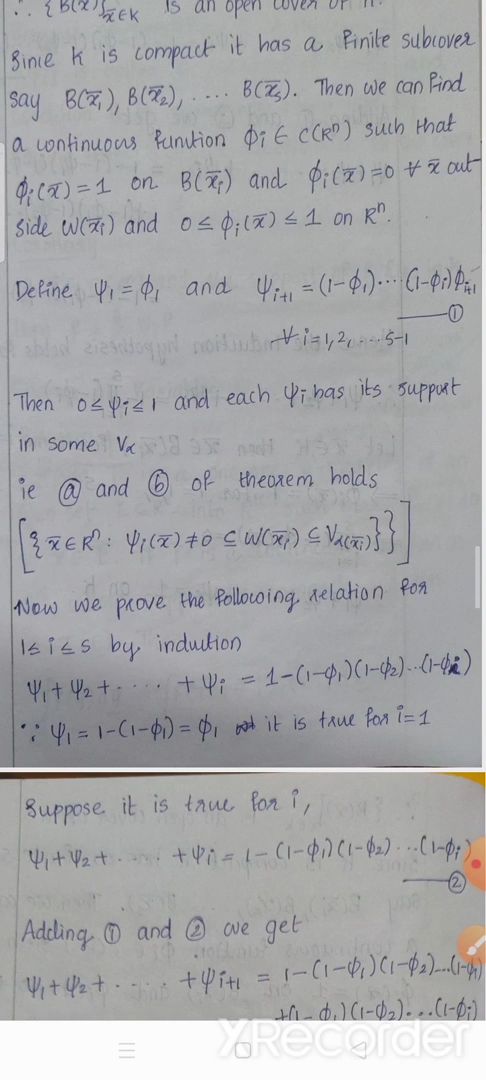 ∴ {B(x̄)}x̄∈K is an open cover of K.
Since K is compact it has a finite subcover
say B(x̄₁), B(x̄₂), .... B(x̄ₛ). Then we can find
a continuous funtion ϕi ∈ C(Rⁿ) such that
ϕi(x̄) = 1 on B(x̄i) and ϕi(x̄) = 0 ∀ x̄ out
side W(x̄i) and 0 ≤ ϕi(x̄) ≤ 1 on Rⁿ.
Define ψ₁ = ϕ₁ and ψi+1 = (1-ϕ₁)...(1-ϕi)ϕi+1
—— ①
∀ i = 1, 2, .... s-1
Then 0 ≤ ψi ≤ 1 and each ψi has its support
in some Vα
ie ⓐ and ⓑ of theorem holds
[{x̄ ∈ Rⁿ : ψi(x̄) ≠ 0 ⊆ W(x̄i) ⊆ Vα(x̄i)}}]
Now we prove the following relation for
1 ≤ i ≤ s by indution
ψ₁ + ψ₂ + ..... + ψi = 1-(1-ϕ₁)(1-ϕ₂)...(1-ϕi)
∵ ψ₁ = 1-(1-ϕ₁) = ϕ₁ it is true for i=1
Suppose it is true for i,
ψ₁ + ψ₂ + ..... + ψi = 1-(1-ϕ₁)(1-ϕ₂)...(1-ϕi)
—— ②
Adding ① and ② we get
ψ₁ + ψ₂ + ..... + ψi+1 = 1-(1-ϕ₁)(1-ϕ₂)...(1-ϕi)
+(1-ϕ₁)(1-ϕ₂)....(1-ϕi)
XRecorder